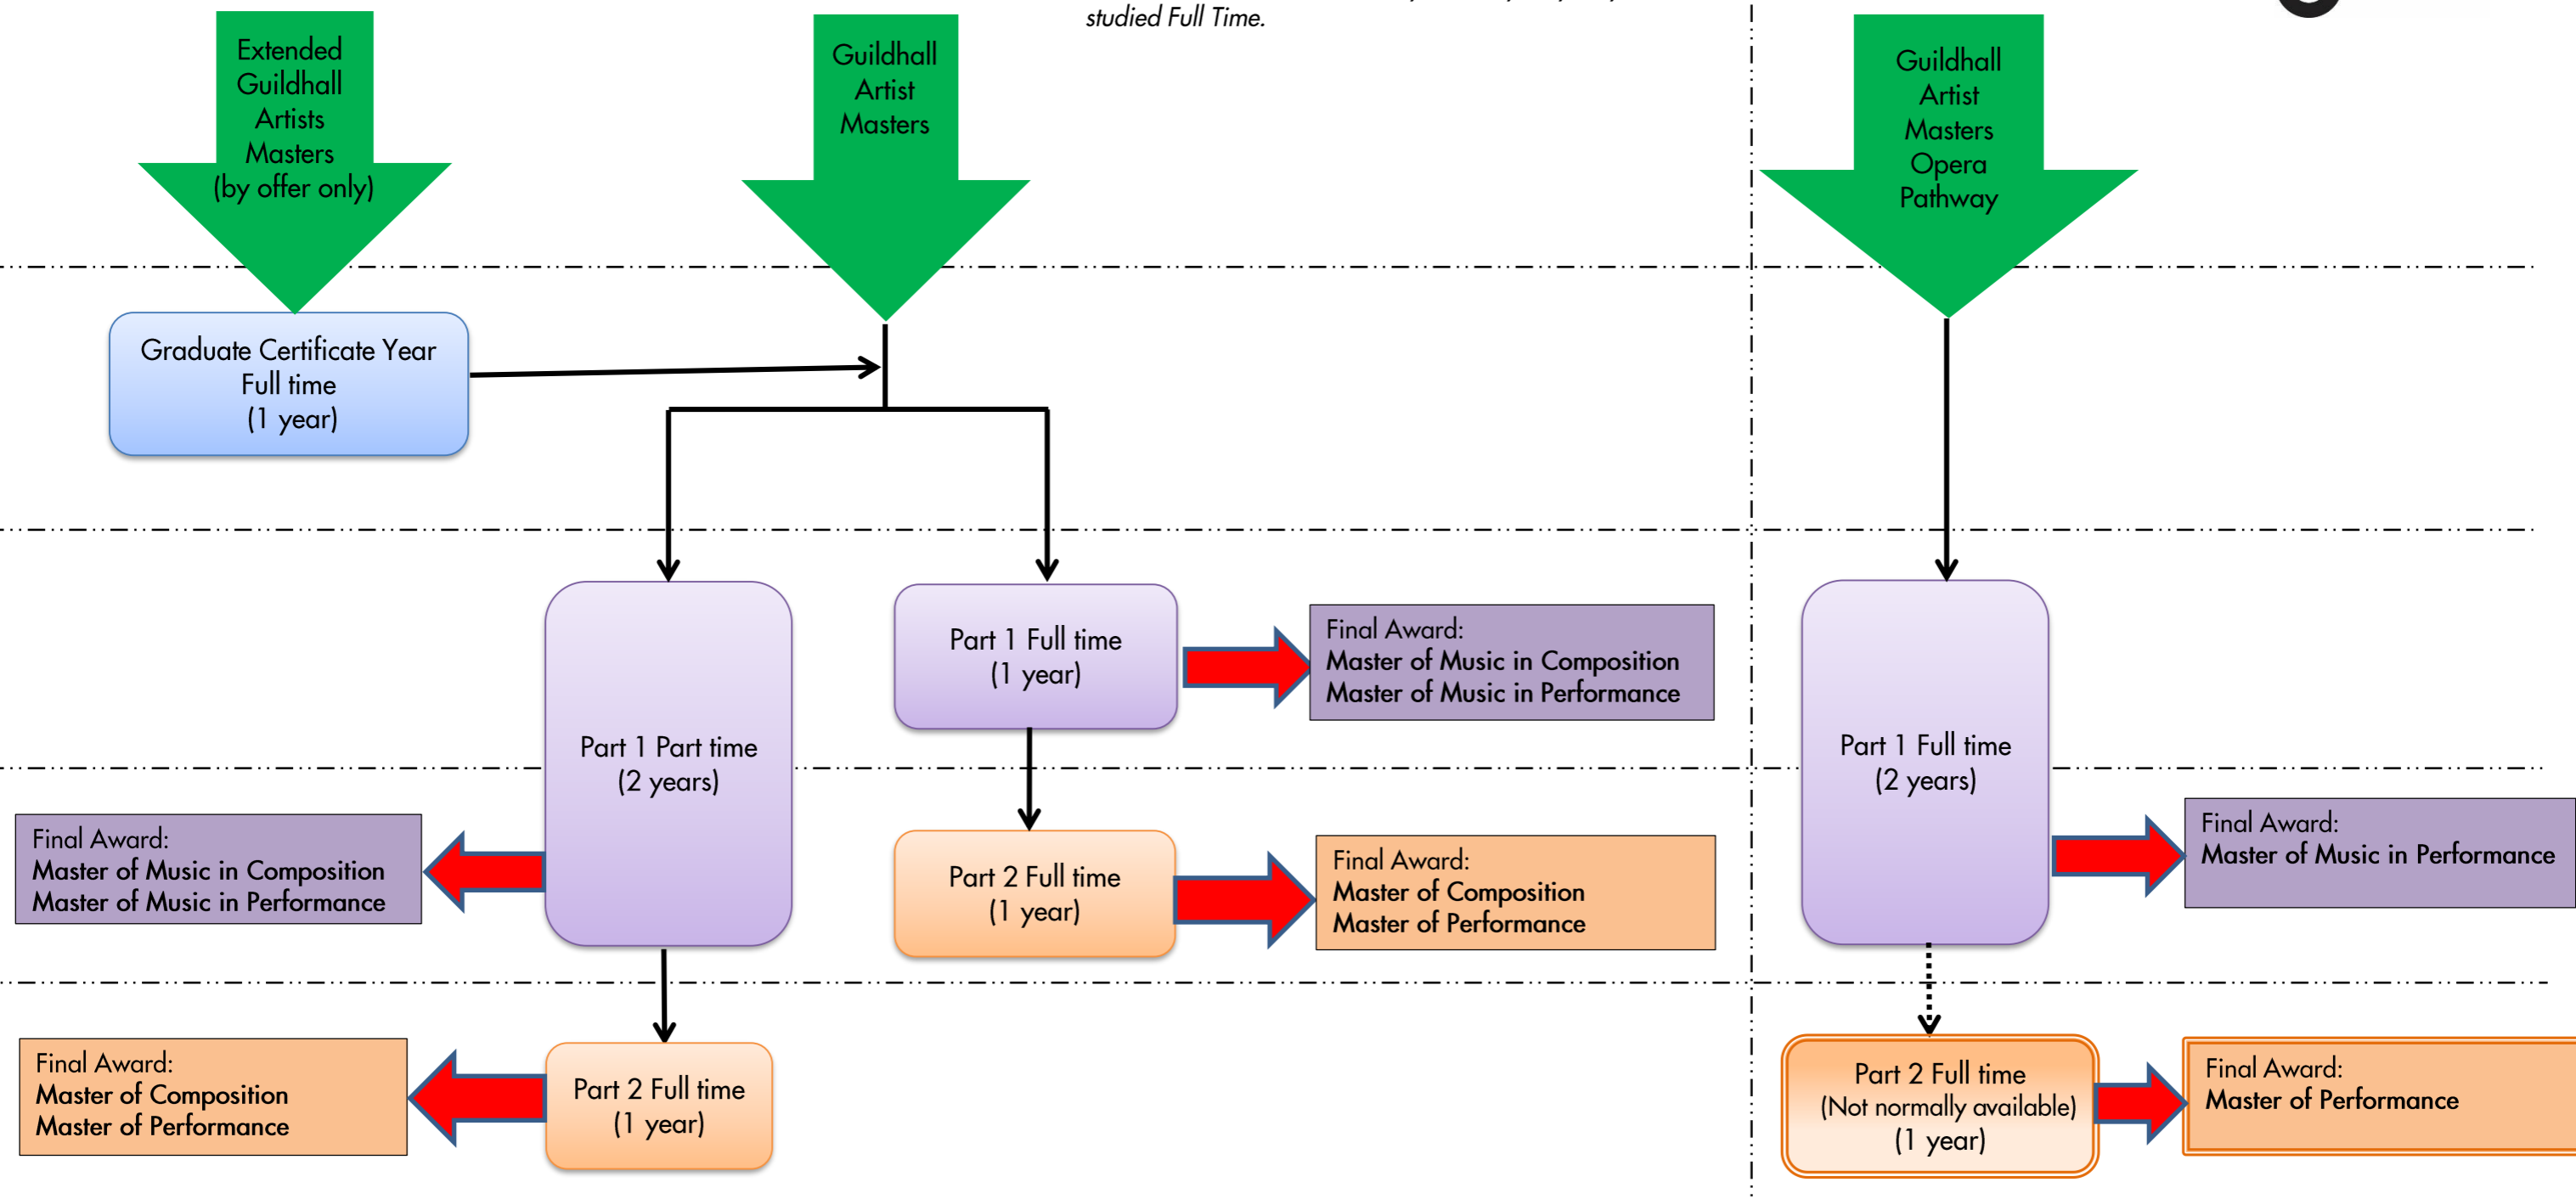 studied Full Time.
Extended
Guildhall
Artists
Masters
(by offer only)
Guildhall
Artist
Masters
Guildhall
Artist
Masters
Opera
Pathway
Graduate Certificate Year
Full time
(1 year)
Part 1 Part time
(2 years)
Part 1 Full time
(1 year)
Final Award:
Master of Music in Composition
Master of Music in Performance
Part 1 Full time
(2 years)
Final Award:
Master of Music in Composition
Master of Music in Performance
Part 2 Full time
(1 year)
Final Award:
Master of Composition
Master of Performance
Final Award:
Master of Music in Performance
Final Award:
Master of Composition
Master of Performance
Part 2 Full time
(1 year)
Part 2 Full time
(Not normally available)
(1 year)
Final Award:
Master of Performance